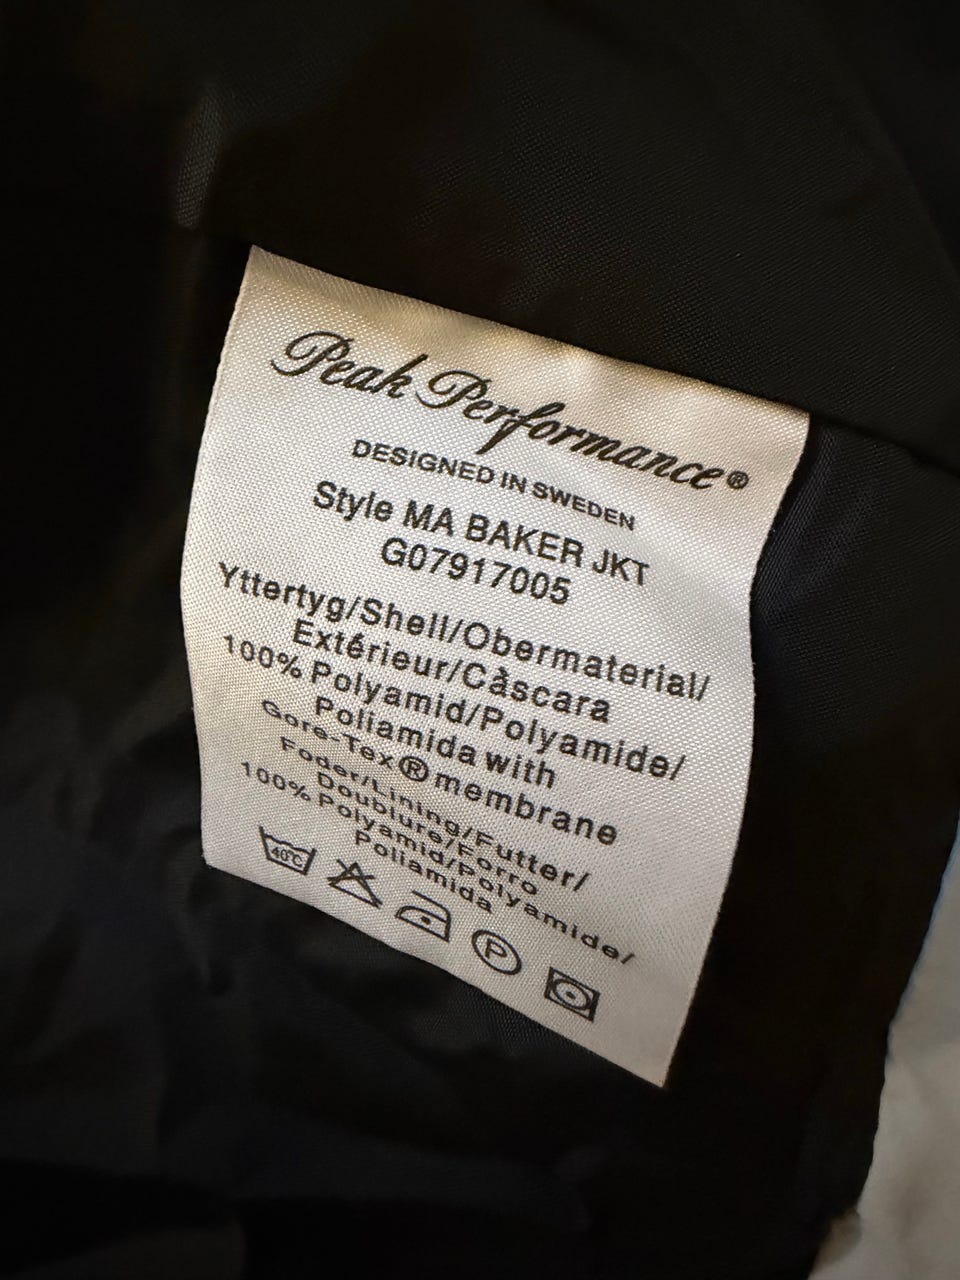 Peak Performance®
DESIGNED IN SWEDEN
Style MA BAKER JKT
G07917005
Yttertyg/Shell/Obermaterial/
Extérieur/Càscara
100% Polyamid/Polyamide/
Poliamida with
Gore-Tex® membrane
Foder/Lining/Futter/
Doublure/Forro
100% Polyamid/Polyamide/
Poliamida
40°C
P